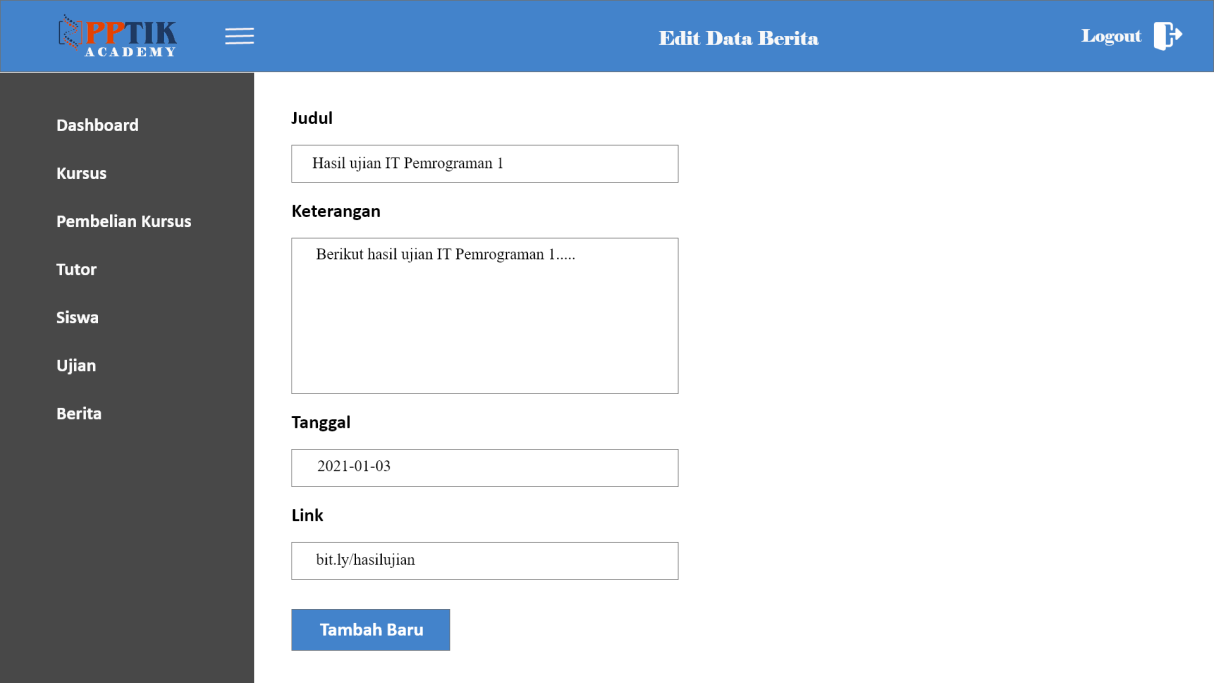 PPTIK
ACADEMY
Edit Data Berita
Logout
Dashboard
Kursus
Pembelian Kursus
Tutor
Siswa
Ujian
Berita
Judul
Hasil ujian IT Pemrograman 1
Keterangan
Berikut hasil ujian IT Pemrograman 1.....
Tanggal
2021-01-03
Link
bit.ly/hasilujian
Tambah Baru